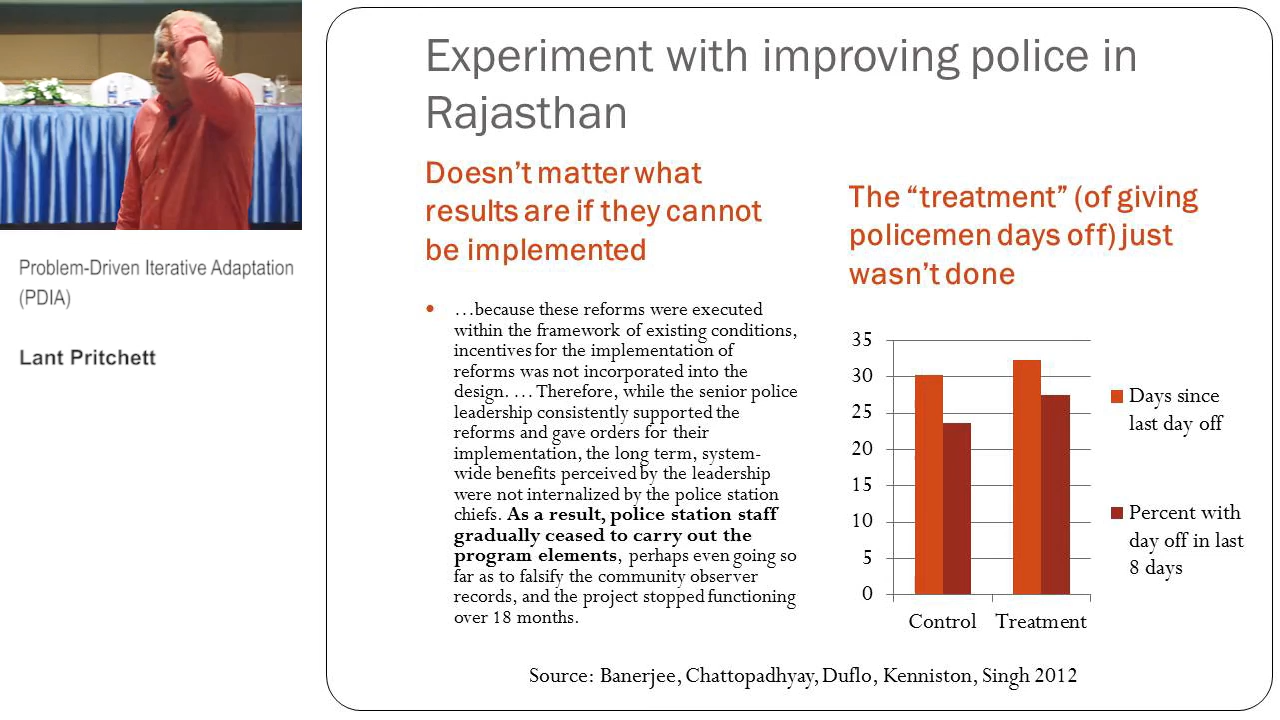 Problem-Driven Iterative Adaptation
(PDIA)
Lant Pritchett
Experiment with improving police in
Rajasthan
Doesn’t matter what
results are if they cannot
be implemented
• …because these reforms were executed
within the framework of existing conditions,
incentives for the implementation of
reforms was not incorporated into the
design. … Therefore, while the senior police
leadership consistently supported the
reforms and gave orders for their
implementation, the long term, system-
wide benefits perceived by the leadership
were not internalized by the police station
chiefs. As a result, police station staff
gradually ceased to carry out the
program elements, perhaps even going so
far as to falsify the community observer
records, and the project stopped functioning
over 18 months.
The “treatment” (of giving
policemen days off) just
wasn’t done
35
30
25
20
15
10
5
0
Control Treatment
Days since
last day off
Percent with
day off in last
8 days
Source: Banerjee, Chattopadhyay, Duflo, Kenniston, Singh 2012